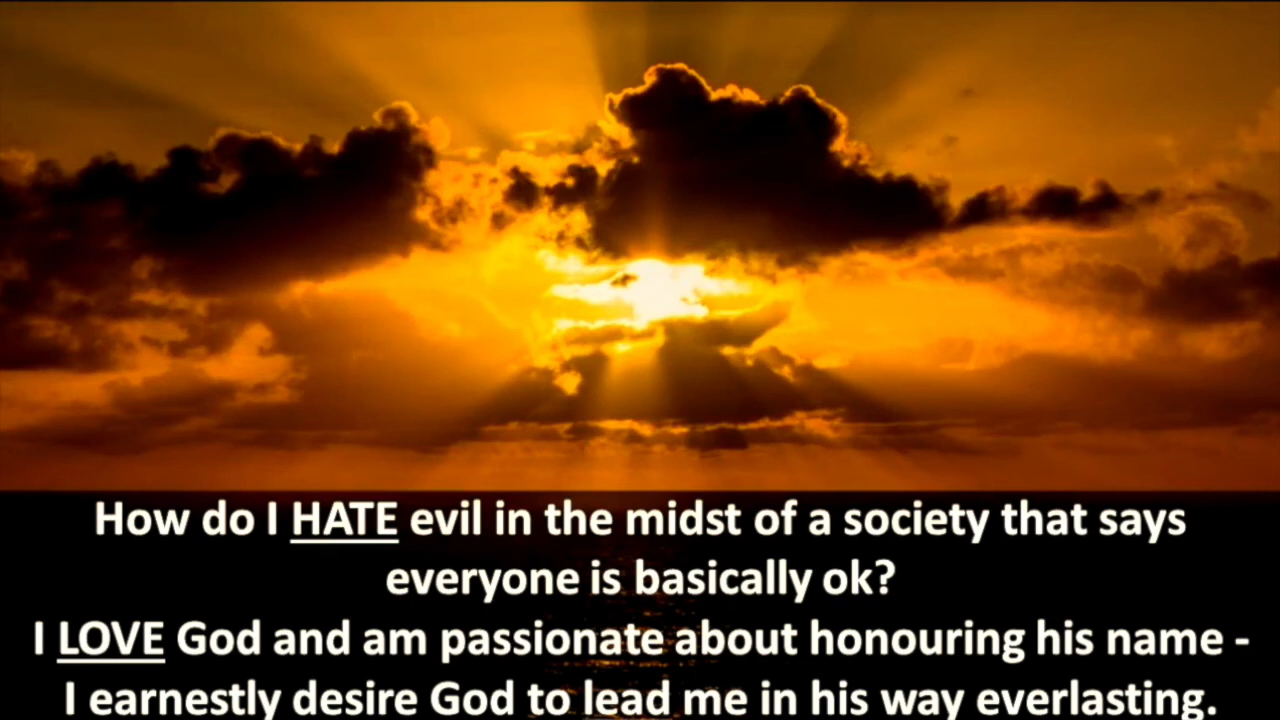 How do I HATE evil in the midst of a society that says
everyone is basically ok?
I LOVE God and am passionate about honouring his name -
I earnestly desire God to lead me in his way everlasting.